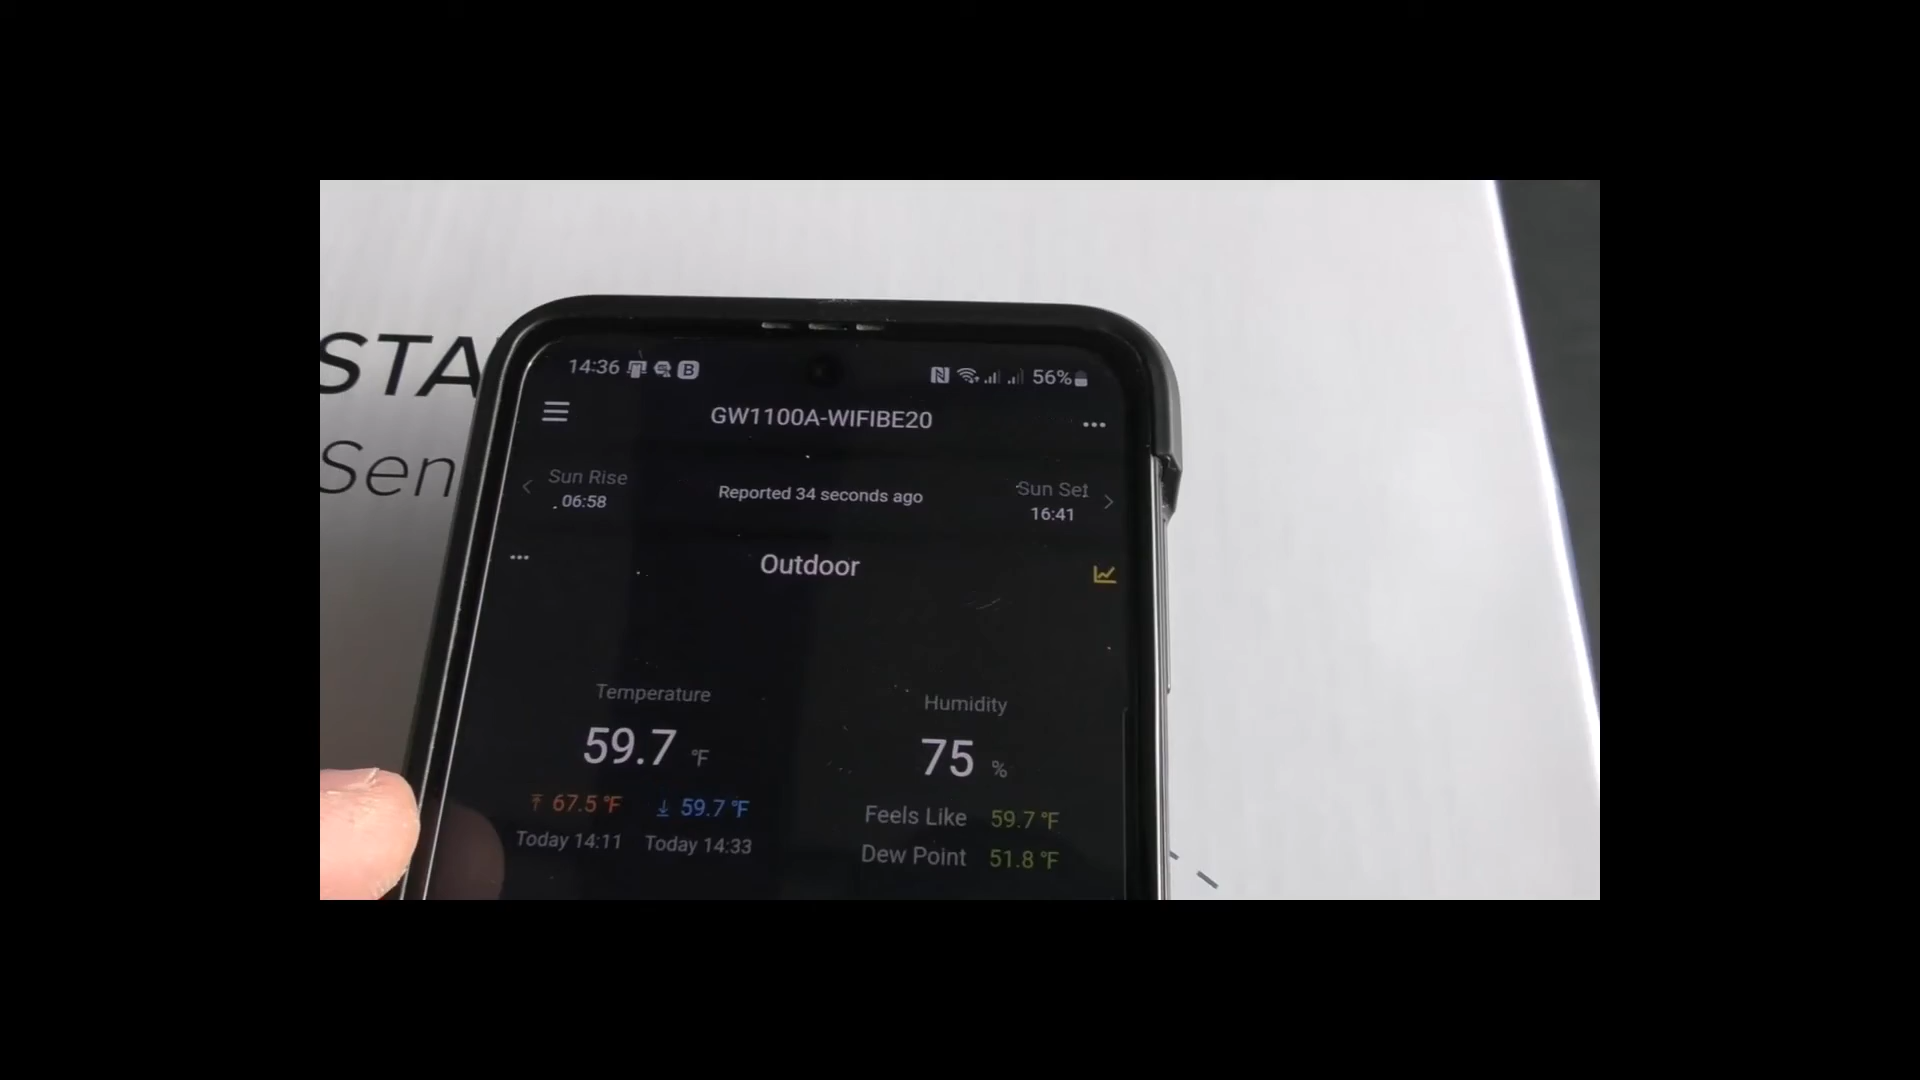 STA
Sen
14:36 B 56%
GW1100A-WIFIBE20
Sun Rise
06:58
Reported 34 seconds ago
Sun Set
16:41
Outdoor
Temperature
59.7 °F
67.5 °F 59.7 °F
Today 14:11 Today 14:33
Humidity
75 %
Feels Like 59.7 °F
Dew Point 51.8 °F